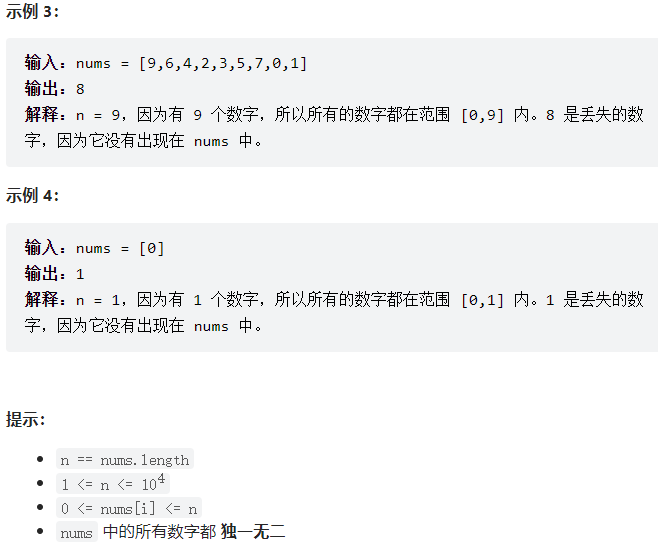 示例 3：
输入：nums = [9,6,4,2,3,5,7,0,1]
输出：8
解释：n = 9，因为有 9 个数字，所以所有的数字都在范围 [0,9] 内。8 是丢失的数
字，因为它没有出现在 nums 中。
示例 4：
输入：nums = [0]
输出：1
解释：n = 1，因为有 1 个数字，所以所有的数字都在范围 [0,1] 内。1 是丢失的数
字，因为它没有出现在 nums 中。
提示：
• n == nums.length
• 1 <= n <= 10⁴
• 0 <= nums[i] <= n
• nums 中的所有数字都 独一无二